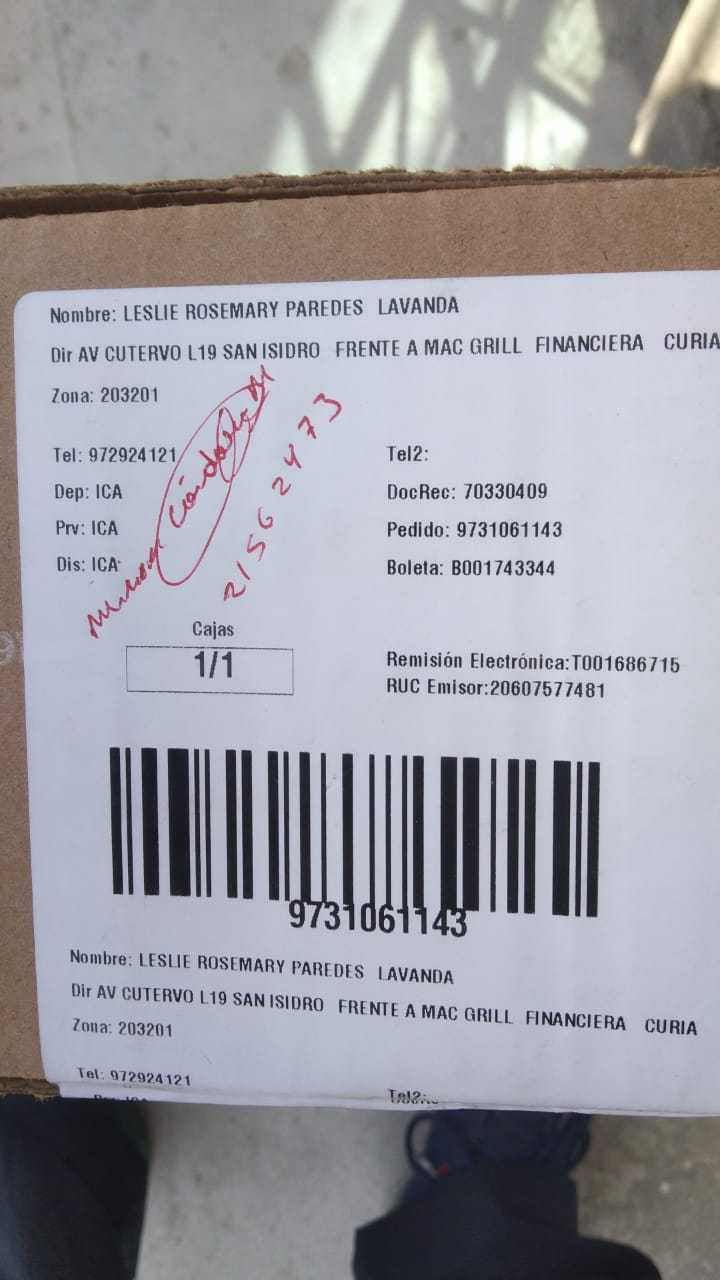 Nombre: LESLIE ROSEMARY PAREDES LAVANDA
Dir AV CUTERVO L19 SAN ISIDRO FRENTE A MAC GRILL FINANCIERA CURIA
Zona: 203201
Tel: 972924121
Tel2:
Dep: ICA
DocRec: 70330409
Prv: ICA
Pedido: 9731061143
Dis: ICA
Boleta: B001743344
21562473
Cajas
1/1
Remisión Electrónica:T001686715
RUC Emisor:20607577481
9731061143
Nombre: LESLIE ROSEMARY PAREDES LAVANDA
Dir AV CUTERVO L19 SAN ISIDRO FRENTE A MAC GRILL FINANCIERA CURIA
Zona: 203201
Tel: 972924121
Tel2: